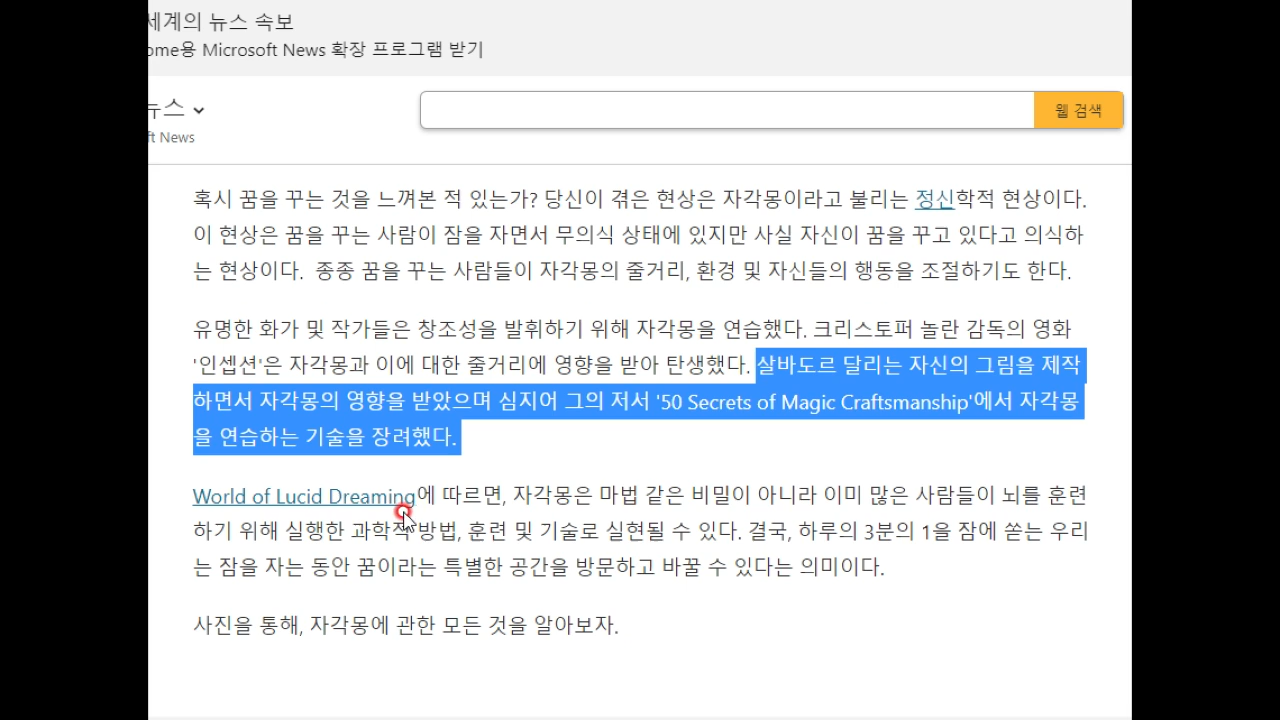 세계의 뉴스 속보
ome용 Microsoft News 확장 프로그램 받기
뉴스
웹 검색
ft News
혹시 꿈을 꾸는 것을 느껴본 적 있는가? 당신이 겪은 현상은 자각몽이라고 불리는 정신학적 현상이다.
이 현상은 꿈을 꾸는 사람이 잠을 자면서 무의식 상태에 있지만 사실 자신이 꿈을 꾸고 있다고 의식하
는 현상이다. 종종 꿈을 꾸는 사람들이 자각몽의 줄거리, 환경 및 자신들의 행동을 조절하기도 한다.
유명한 화가 및 작가들은 창조성을 발휘하기 위해 자각몽을 연습했다. 크리스토퍼 놀란 감독의 영화
'인셉션'은 자각몽과 이에 대한 줄거리에 영향을 받아 탄생했다. 살바도르 달리는 자신의 그림을 제작
하면서 자각몽의 영향을 받았으며 심지어 그의 저서 '50 Secrets of Magic Craftsmanship'에서 자각몽
을 연습하는 기술을 장려했다.
World of Lucid Dreaming에 따르면, 자각몽은 마법 같은 비밀이 아니라 이미 많은 사람들이 뇌를 훈련
하기 위해 실행한 과학적 방법, 훈련 및 기술로 실현될 수 있다. 결국, 하루의 3분의 1을 잠에 쏟는 우리
는 잠을 자는 동안 꿈이라는 특별한 공간을 방문하고 바꿀 수 있다는 의미이다.
사진을 통해, 자각몽에 관한 모든 것을 알아보자.